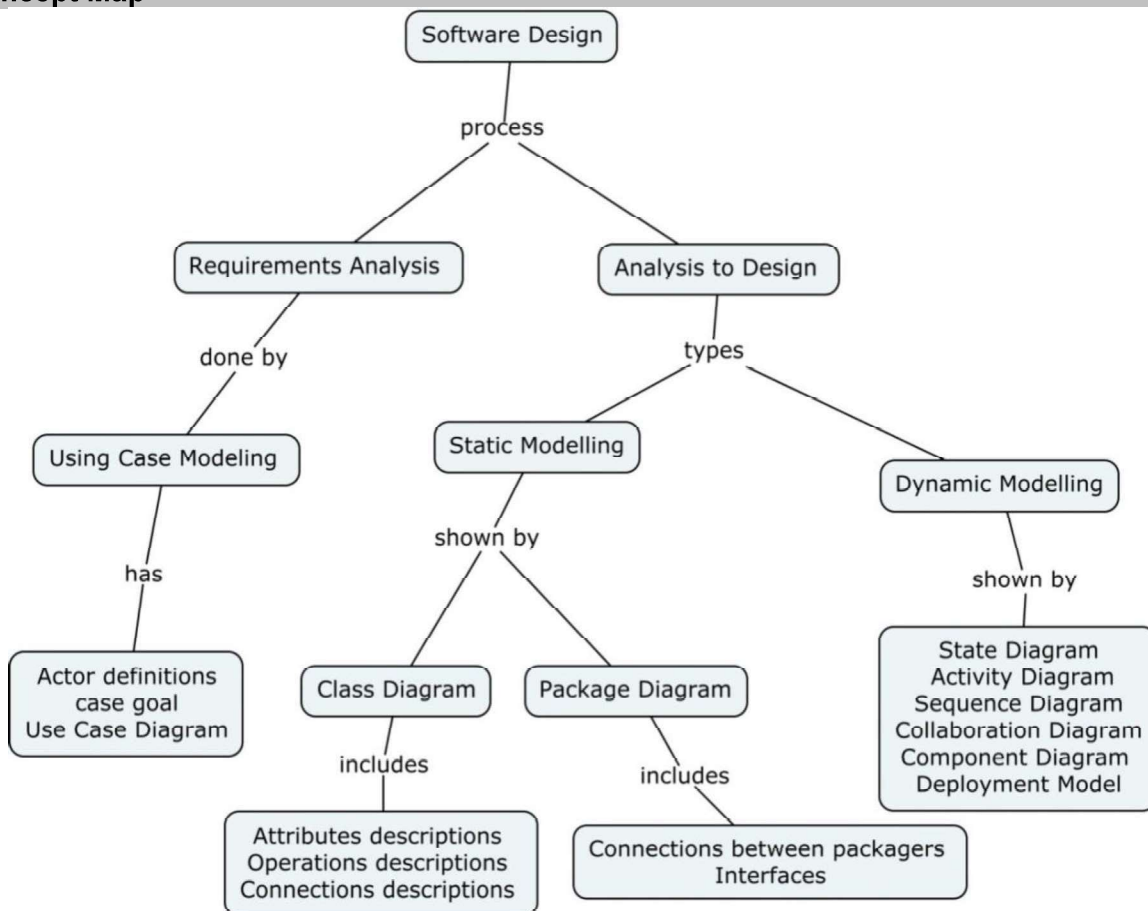 Software Design
process
Requirements Analysis
Analysis to Design
done by
types
Using Case Modeling
Static Modelling
Dynamic Modelling
has
shown by
shown by
Actor definitions
case goal
Use Case Diagram
Class Diagram
Package Diagram
State Diagram
Activity Diagram
Sequence Diagram
Collaboration Diagram
Component Diagram
Deployment Model
includes
includes
Attributes descriptions
Operations descriptions
Connections descriptions
Connections between packagers
Interfaces